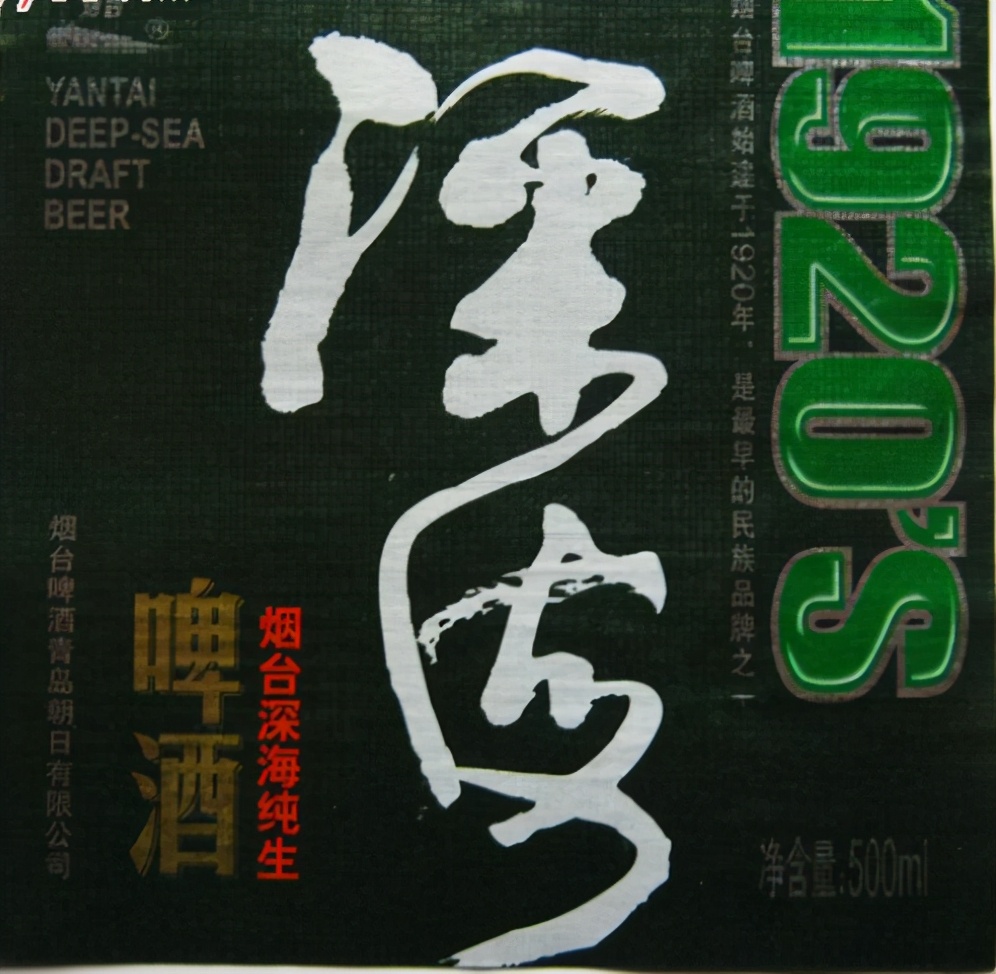 YANTAI
DEEP-SEA
DRAFT
BEER
深海
烟台啤酒始建于1920年，是最早的民族品牌之一
1920'S
烟台啤酒青岛朝日有限公司
啤酒
烟台深海纯生
净含量:500ml